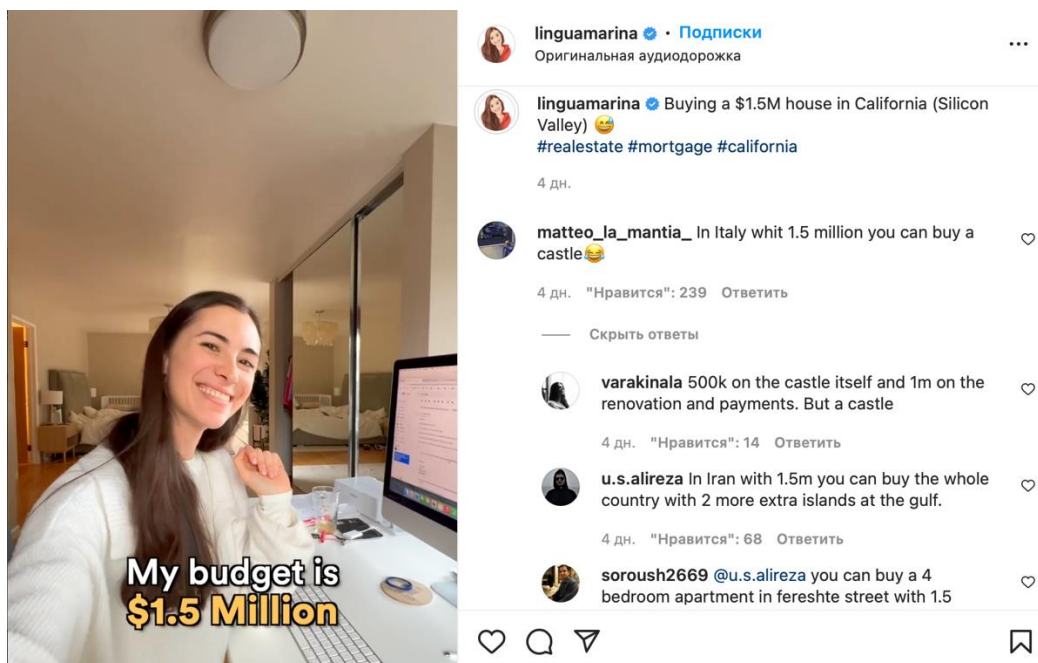 My budget is
$1.5 Million
linguamarina • Подписки
Оригинальная аудиодорожка
linguamarina Buying a $1.5M house in California (Silicon
Valley) 😅
#realestate #mortgage #california
4 дн.
matteo_la_mantia_ In Italy whit 1.5 million you can buy a
castle😂
4 дн. "Нравится": 239 Ответить
Скрыть ответы
varakinala 500k on the castle itself and 1m on the
renovation and payments. But a castle
4 дн. "Нравится": 14 Ответить
u.s.alireza In Iran with 1.5m you can buy the whole
country with 2 more extra islands at the gulf.
4 дн. "Нравится": 68 Ответить
soroush2669 @u.s.alireza you can buy a 4
bedroom apartment in fereshte street with 1.5